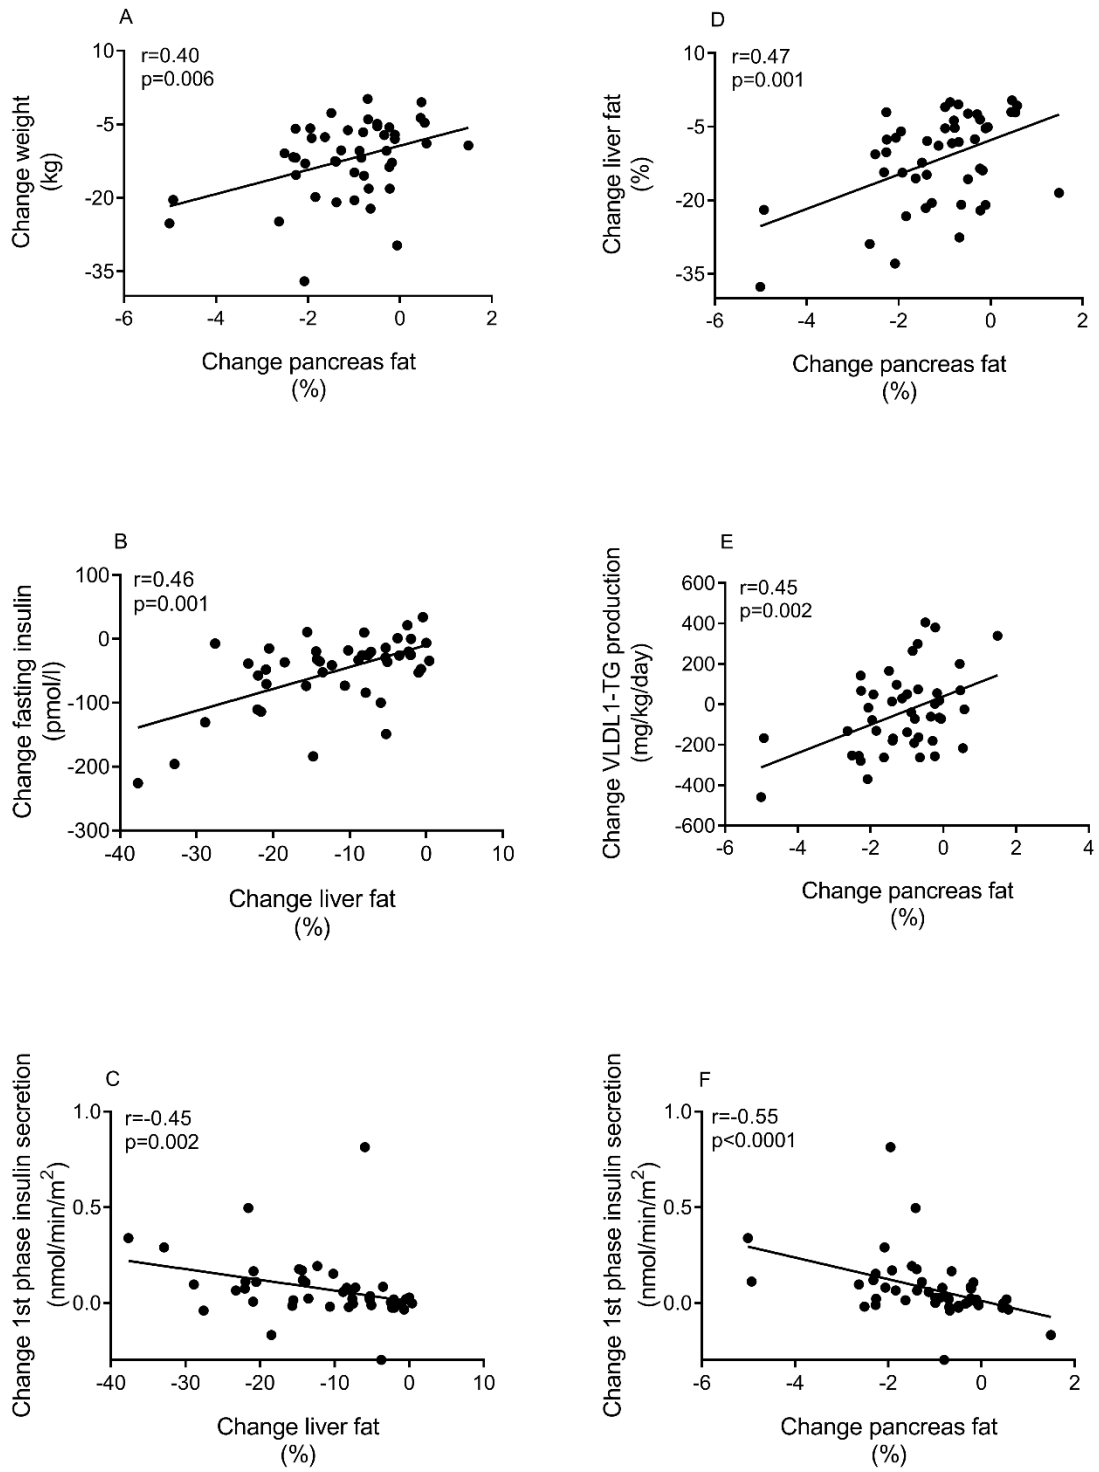 A
r=0.40
p=0.006
10
-5
-20
-35
Change weight
(kg)
-6 -4 -2 0 2
Change pancreas fat
(%)
D
r=0.47
p=0.001
10
-5
-20
-35
Change liver fat
(%)
-6 -4 -2 0 2
Change pancreas fat
(%)
B
r=0.46
p=0.001
100
0
-100
-200
-300
Change fasting insulin
(pmol/l)
-40 -30 -20 -10 0 10
Change liver fat
(%)
E
r=0.45
p=0.002
600
400
200
0
-200
-400
-600
Change VLDL1-TG production
(mg/kg/day)
-6 -4 -2 0 2 4
Change pancreas fat
(%)
C
r=-0.45
p=0.002
1.0
0.5
0.0
Change 1st phase insulin secretion
(nmol/min/m²)
-40 -30 -20 -10 0 10
Change liver fat
(%)
F
r=-0.55
p<0.0001
1.0
0.5
0.0
Change 1st phase insulin secretion
(nmol/min/m²)
-6 -4 -2 0 2
Change pancreas fat
(%)